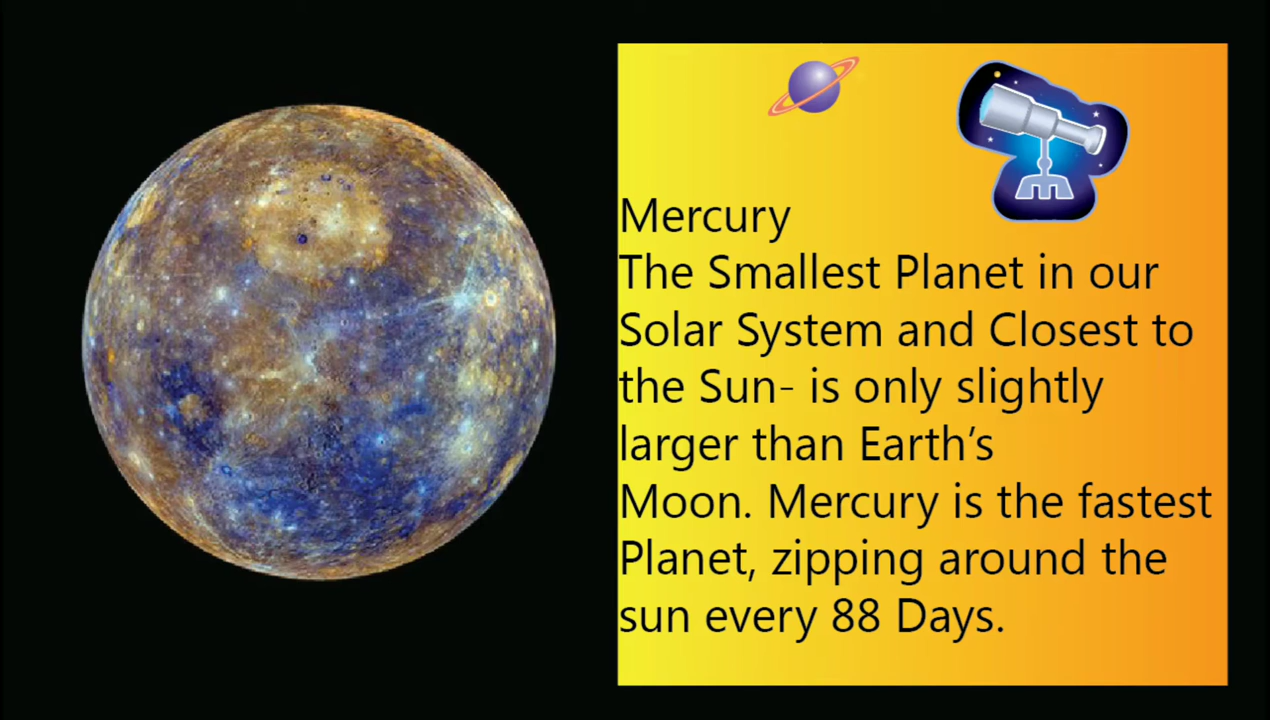 Mercury
The Smallest Planet in our
Solar System and Closest to
the Sun- is only slightly
larger than Earth’s
Moon. Mercury is the fastest
Planet, zipping around the
sun every 88 Days.